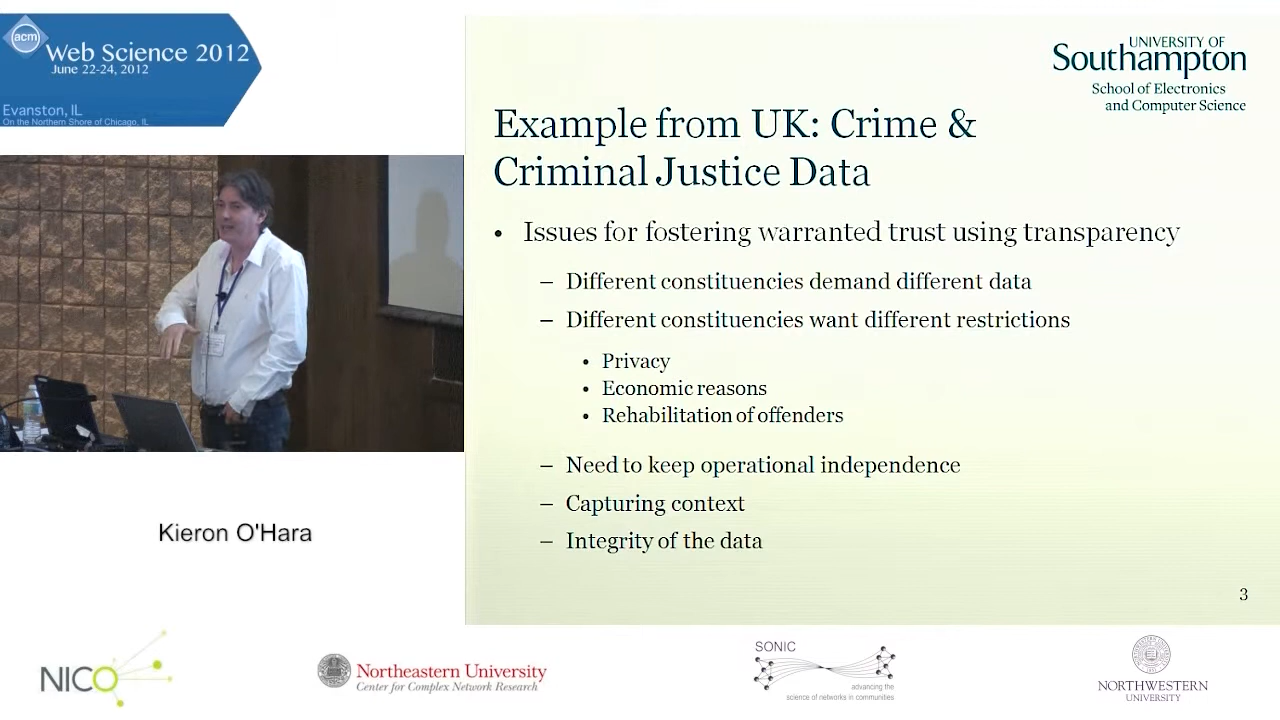 acm
Web Science 2012
June 22-24, 2012
Evanston, IL
On the Northern Shore of Chicago, IL
UNIVERSITY OF
Southampton
School of Electronics
and Computer Science
Example from UK: Crime &
Criminal Justice Data
• Issues for fostering warranted trust using transparency
– Different constituencies demand different data
– Different constituencies want different restrictions
• Privacy
• Economic reasons
• Rehabilitation of offenders
– Need to keep operational independence
– Capturing context
– Integrity of the data
3
Kieron O'Hara
NICO
Northeastern University
Center for Complex Network Research
SONIC
advancing the
science of networks in communities
NORTHWESTERN
UNIVERSITY